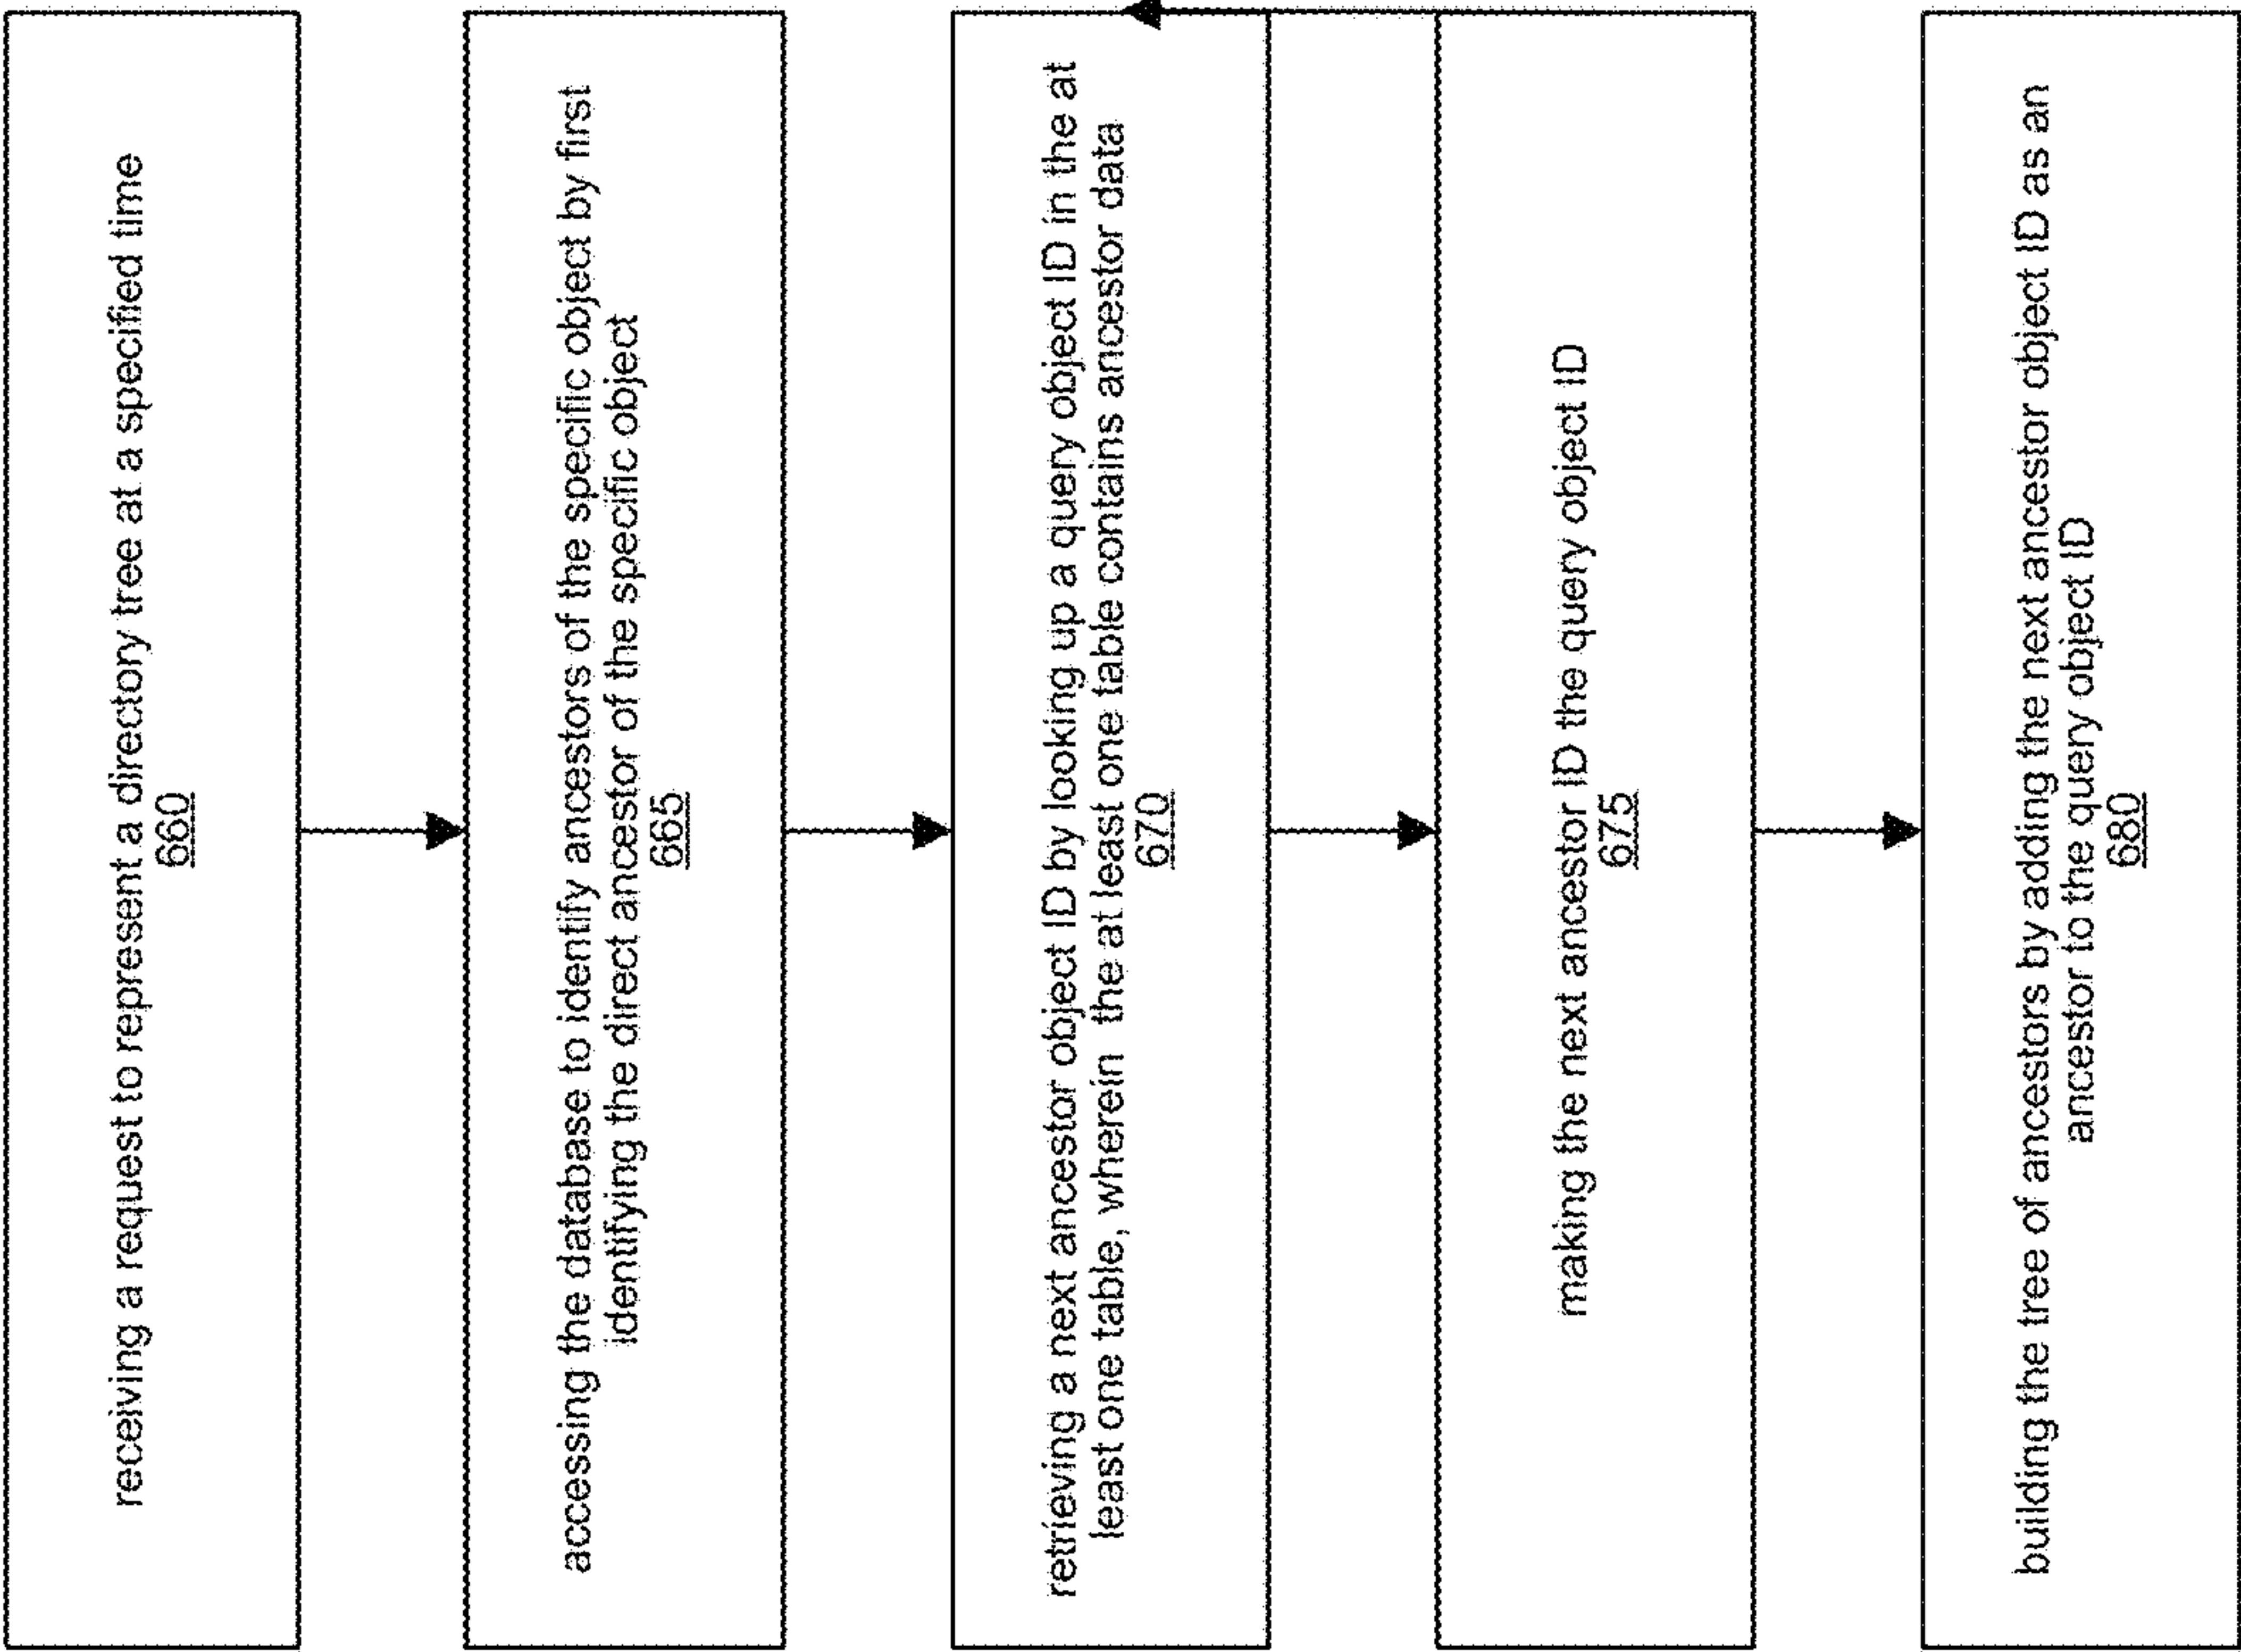 receiving a request to represent a directory tree at a specified time
660
accessing the database to identify ancestors of the specific object by first
identifying the direct ancestor of the specific object
665
retrieving a next ancestor object ID by looking up a query object ID in the at
least one table, wherein the at least one table contains ancestor data
670
making the next ancestor ID the query object ID
675
building the tree of ancestors by adding the next ancestor object ID as an
ancestor to the query object ID
680